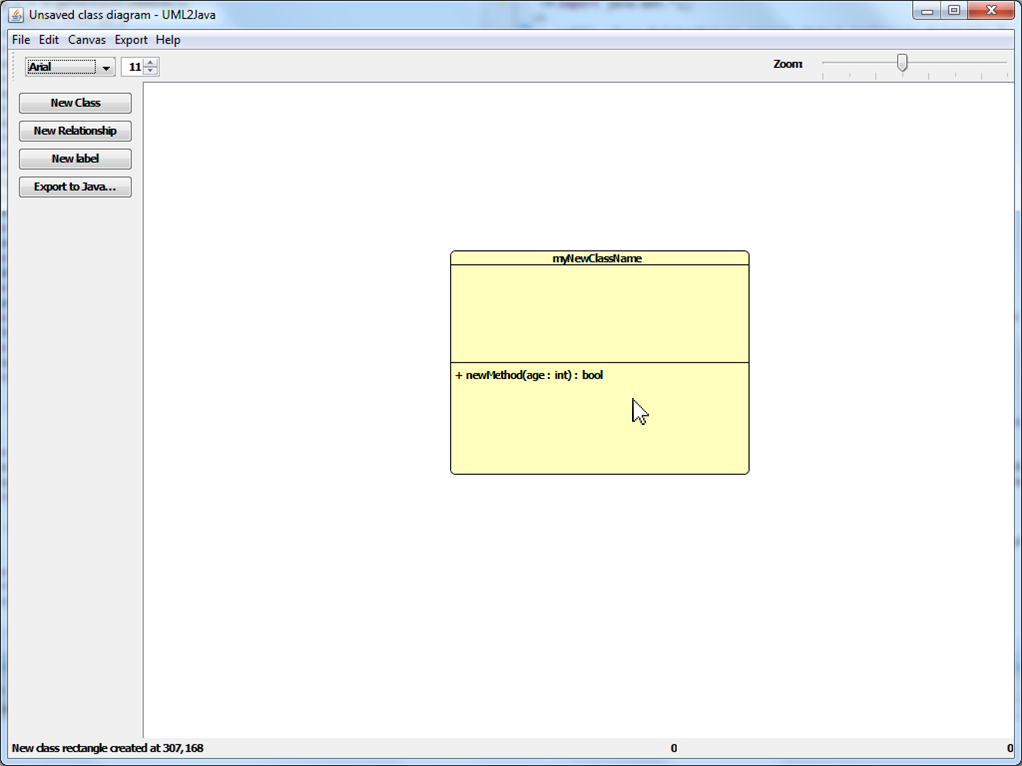 Unsaved class diagram - UML2Java
File Edit Canvas Export Help
Arial 11 Zoom
New Class
New Relationship
New label
Export to Java...
myNewClassName
+ newMethod(age : int) : bool
New class rectangle created at 307,168 0 0